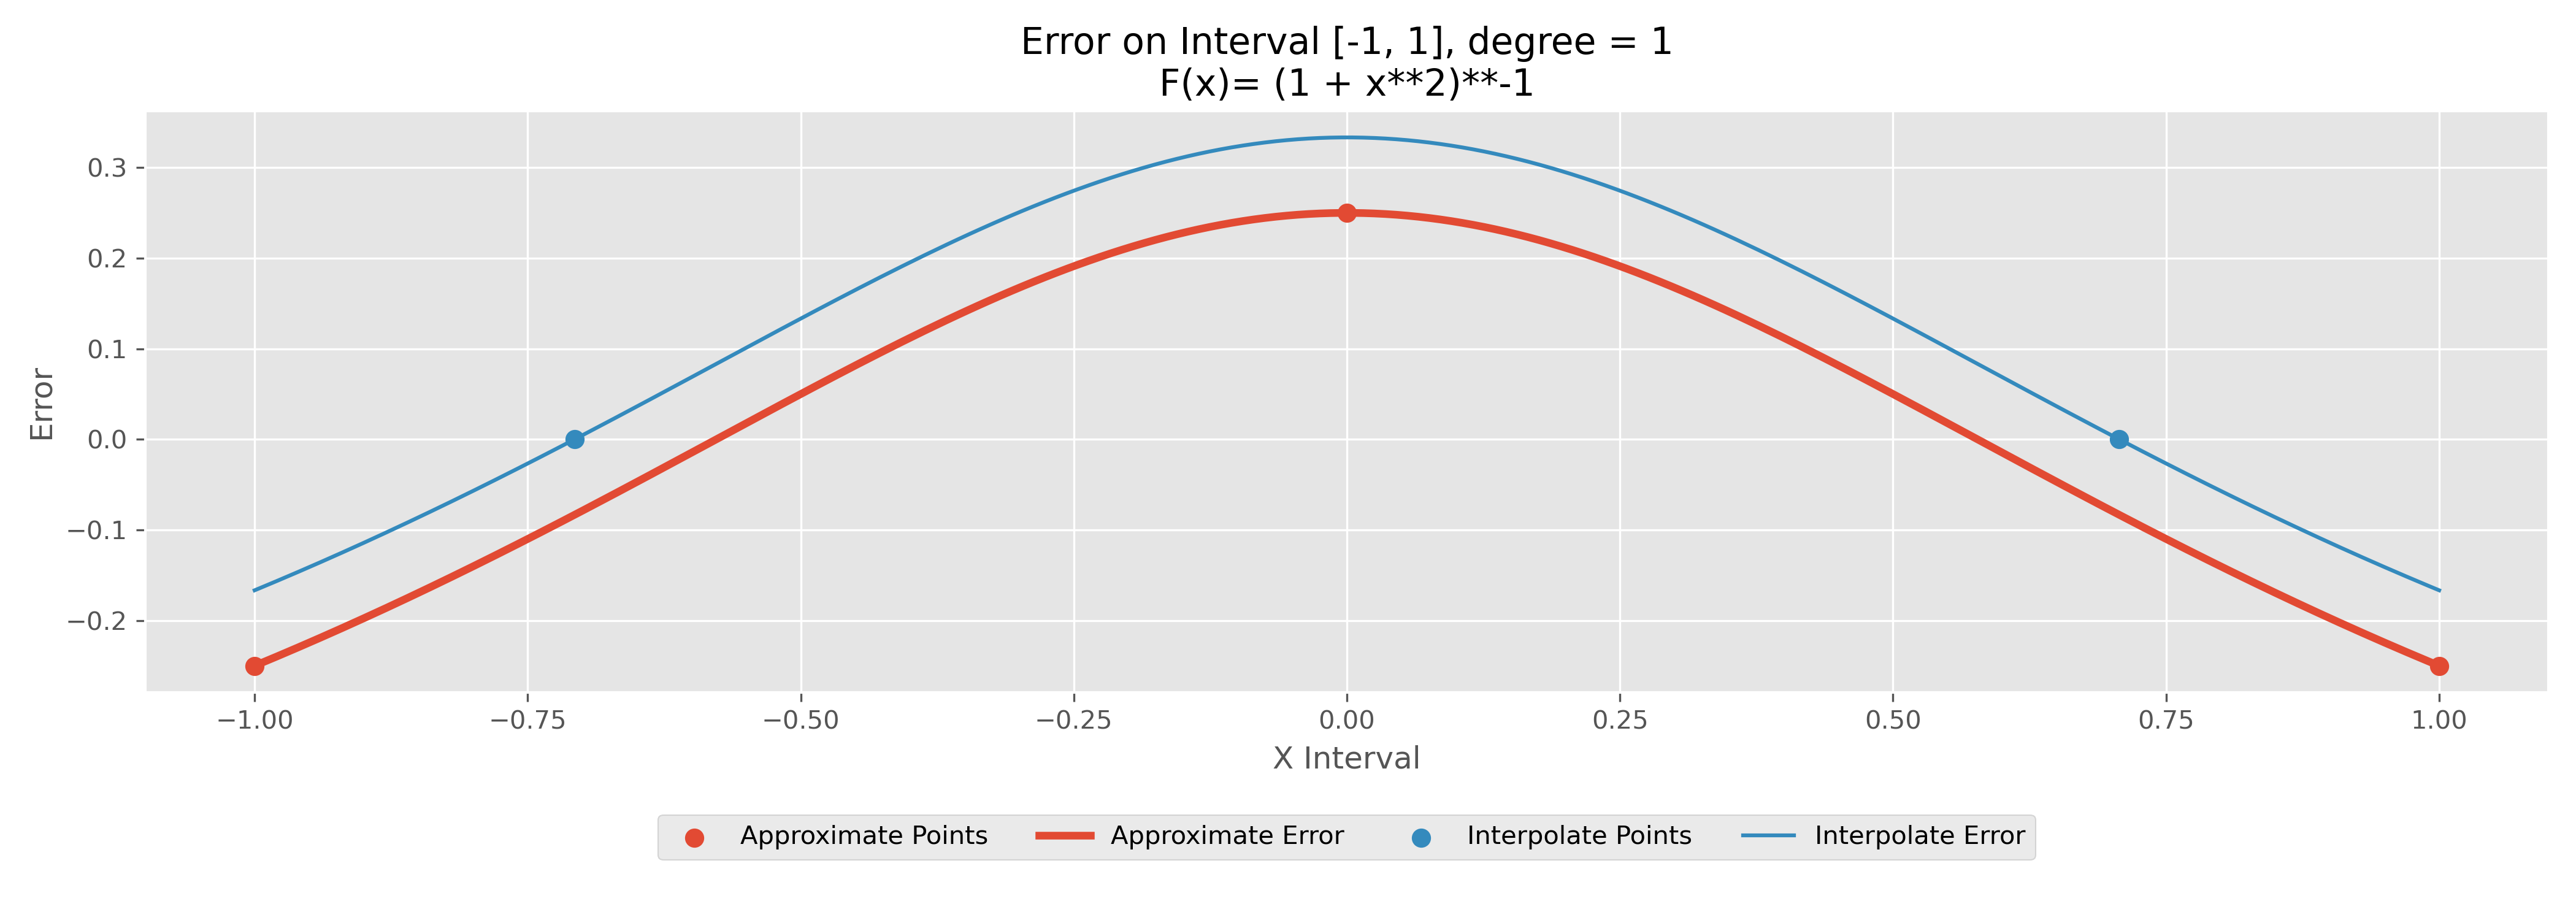 Error on Interval [-1, 1], degree = 1
F(x)= (1 + x**2)**-1
Error
0.3
0.2
0.1
0.0
−0.1
−0.2
−1.00 −0.75 −0.50 −0.25 0.00 0.25 0.50 0.75 1.00
X Interval
Approximate Points Approximate Error Interpolate Points Interpolate Error